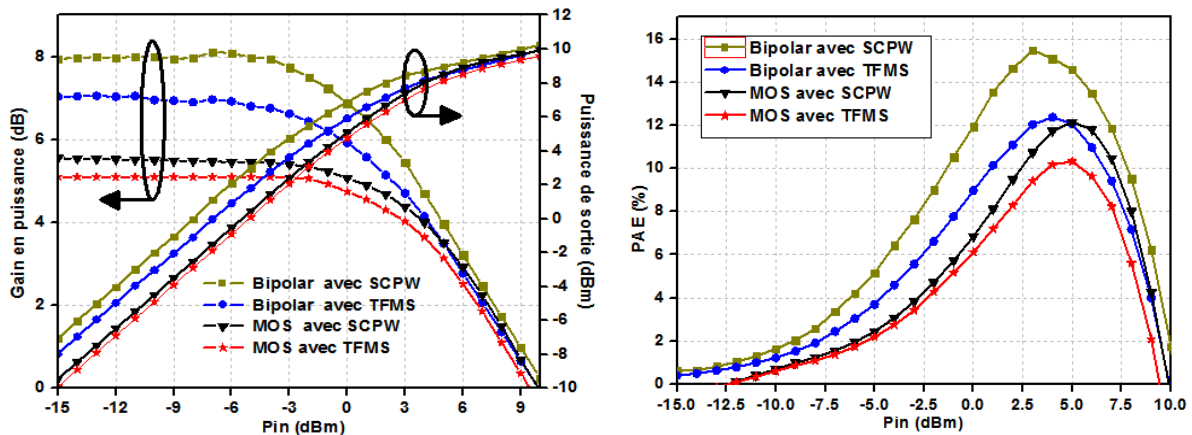 Gain en puissance (dB)
8
6
4
2
0
12
10
8
6
4
2
0
-2
-4
-6
-8
-10
Puissance de sortie (dBm)
Bipolar avec SCPW
Bipolar avec TFMS
MOS avec SCPW
MOS avec TFMS
-15 -12 -9 -6 -3 0 3 6 9
Pin (dBm)
PAE (%)
16
14
12
10
8
6
4
2
0
Bipolar avec SCPW
Bipolar avec TFMS
MOS avec SCPW
MOS avec TFMS
-15.0 -12.5 -10.0 -7.5 -5.0 -2.5 0.0 2.5 5.0 7.5 10.0
Pin (dBm)